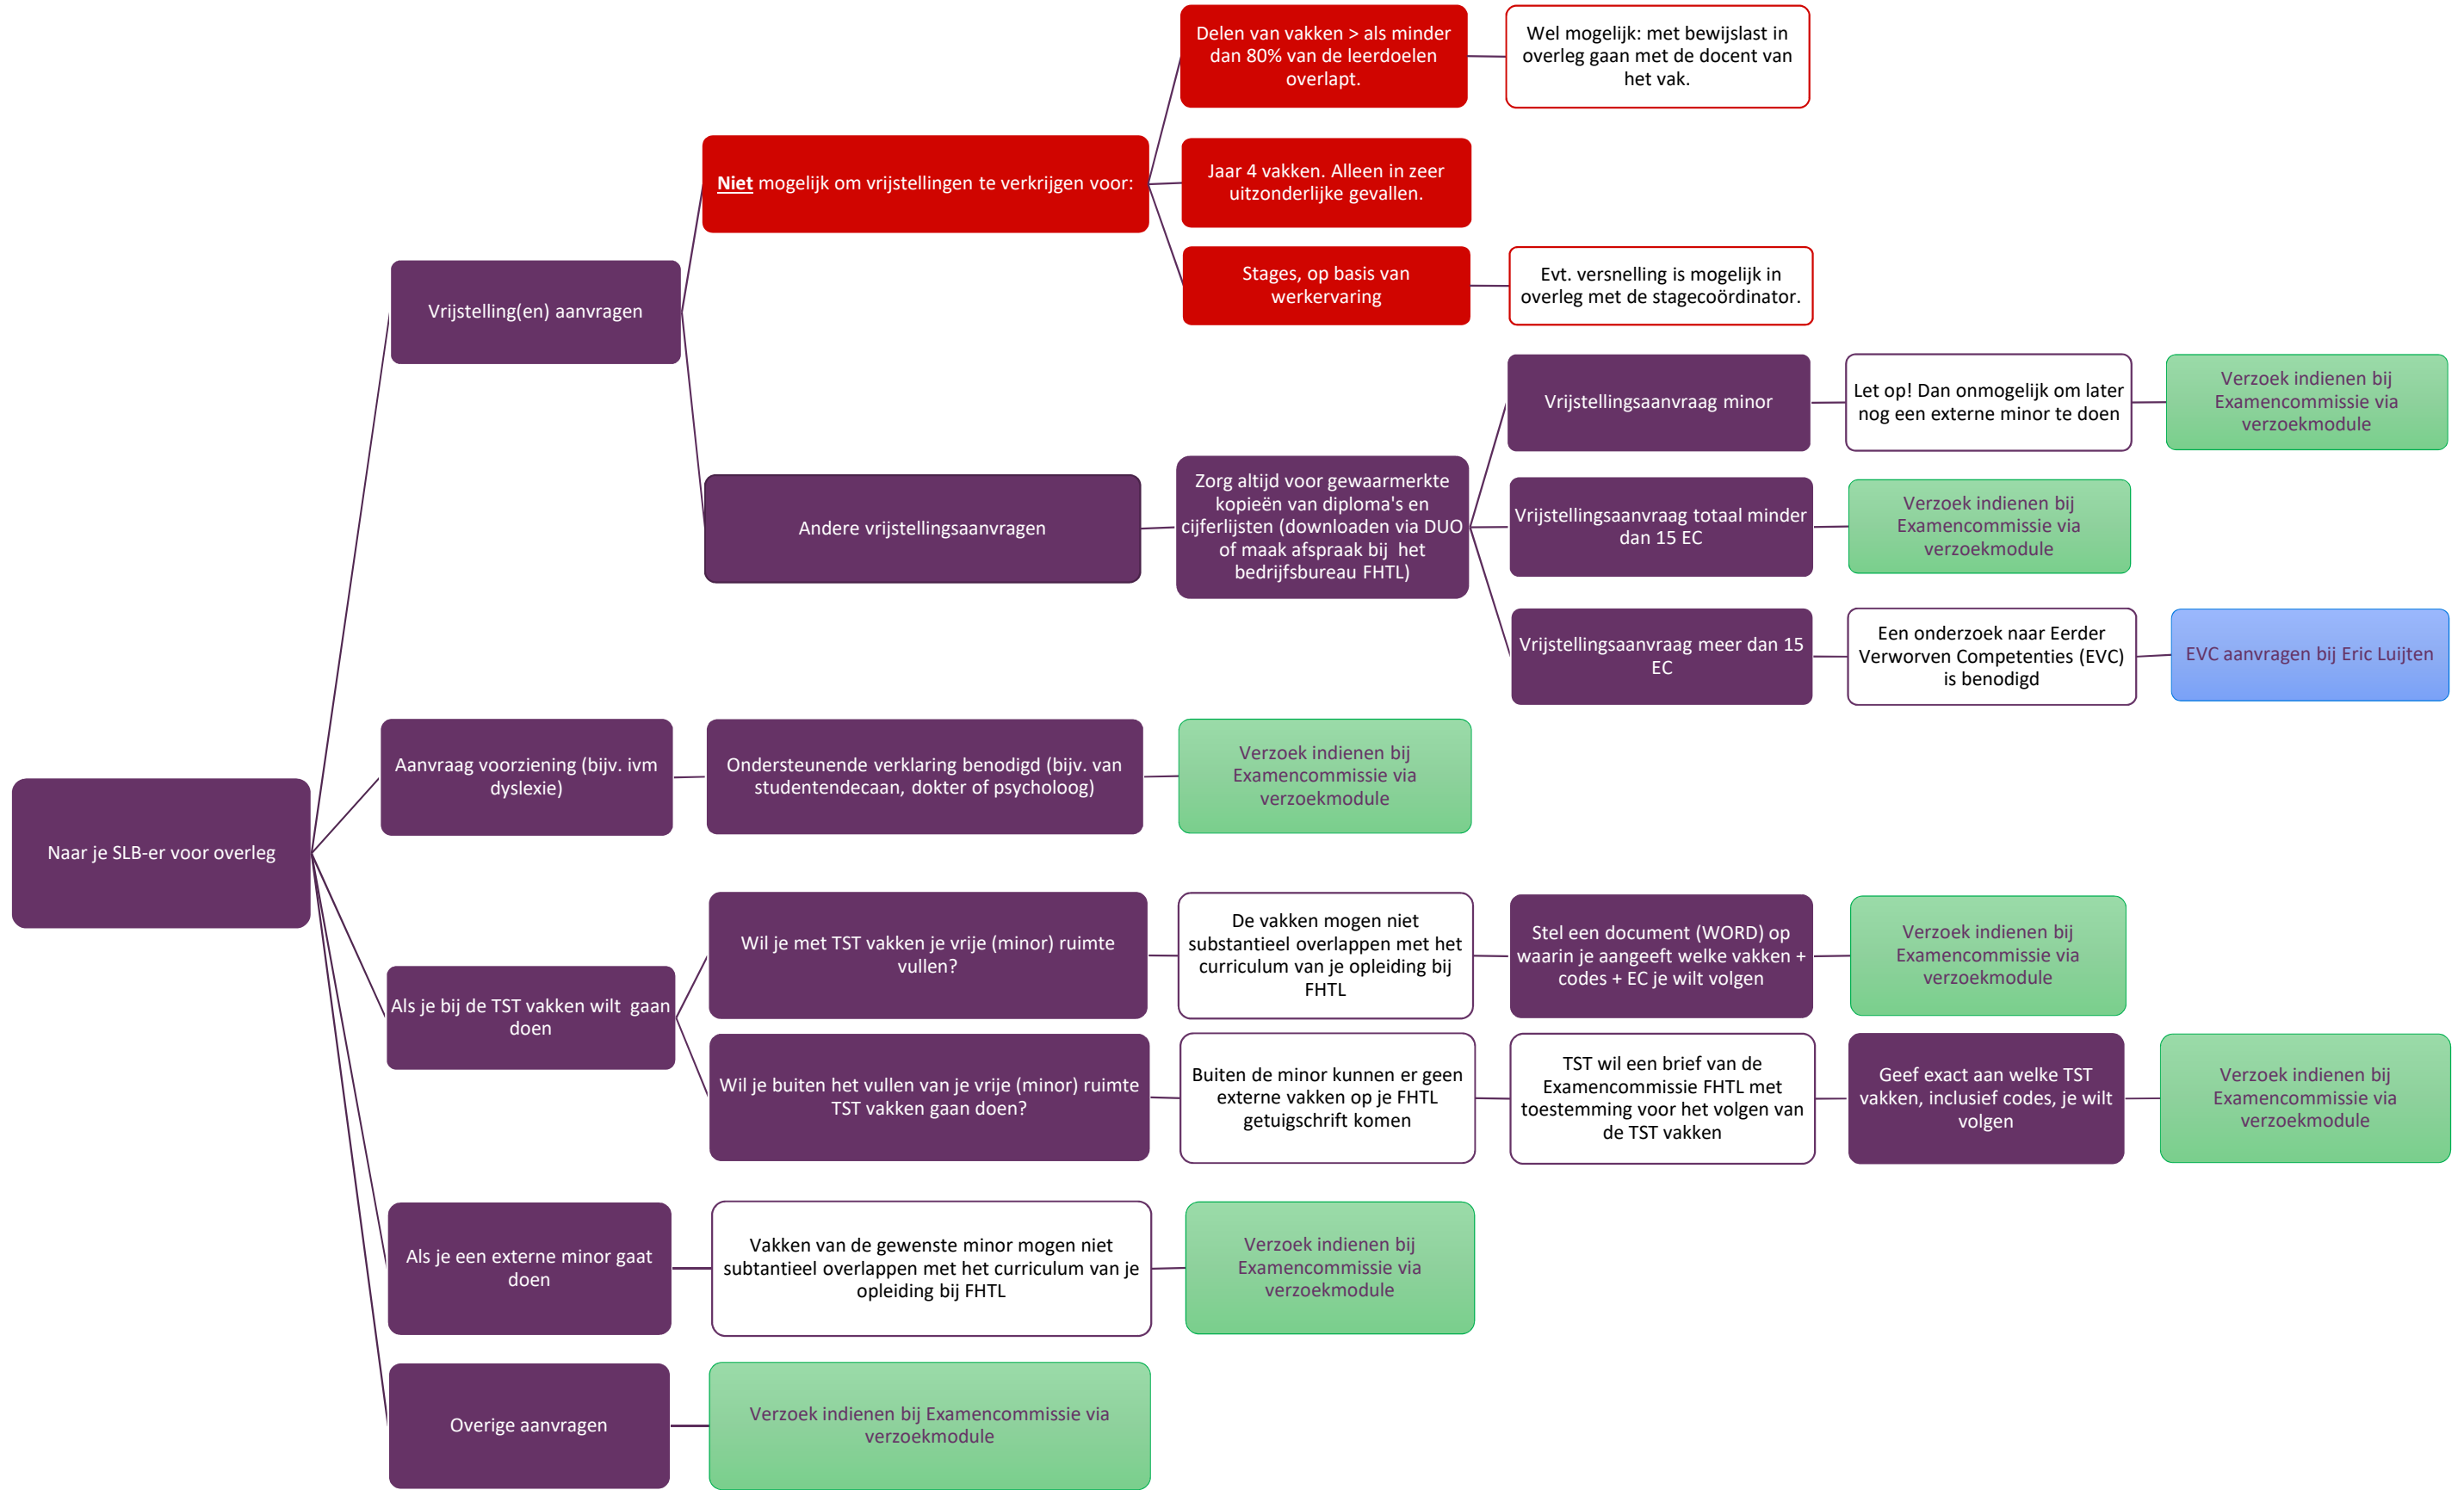 Delen van vakken > als minder
dan 80% van de leerdoelen
overlapt.
Wel mogelijk: met bewijslast in
overleg gaan met de docent van
het vak.
Niet mogelijk om vrijstellingen te verkrijgen voor:
Jaar 4 vakken. Alleen in zeer
uitzonderlijke gevallen.
Stages, op basis van
werkervaring
Evt. versnelling is mogelijk in
overleg met de stagecoördinator.
Vrijstelling(en) aanvragen
Vrijstellingsaanvraag minor
Let op! Dan onmogelijk om later
nog een externe minor te doen
Verzoek indienen bij
Examencommissie via
verzoekmodule
Andere vrijstellingsaanvragen
Zorg altijd voor gewaarmerkte
kopieën van diploma's en
cijferlijsten (downloaden via DUO
of maak afspraak bij  het
bedrijfsbureau FHTL)
Vrijstellingsaanvraag totaal minder
dan 15 EC
Verzoek indienen bij
Examencommissie via
verzoekmodule
Vrijstellingsaanvraag meer dan 15
EC
Een onderzoek naar Eerder
Verworven Competenties (EVC)
is benodigd
EVC aanvragen bij Eric Luijten
Naar je SLB-er voor overleg
Aanvraag voorziening (bijv. ivm
dyslexie)
Ondersteunende verklaring benodigd (bijv. van
studentendecaan, dokter of psycholoog)
Verzoek indienen bij
Examencommissie via
verzoekmodule
Als je bij de TST vakken wilt  gaan
doen
Wil je met TST vakken je vrije (minor) ruimte
vullen?
De vakken mogen niet
substantieel overlappen met het
curriculum van je opleiding bij
FHTL
Stel een document (WORD) op
waarin je aangeeft welke vakken +
codes + EC je wilt volgen
Verzoek indienen bij
Examencommissie via
verzoekmodule
Wil je buiten het vullen van je vrije (minor) ruimte
TST vakken gaan doen?
Buiten de minor kunnen er geen
externe vakken op je FHTL
getuigschrift komen
TST wil een brief van de
Examencommissie FHTL met
toestemming voor het volgen van
de TST vakken
Geef exact aan welke TST
vakken, inclusief codes, je wilt
volgen
Verzoek indienen bij
Examencommissie via
verzoekmodule
Als je een externe minor gaat
doen
Vakken van de gewenste minor mogen niet
subtantieel overlappen met het curriculum van je
opleiding bij FHTL
Verzoek indienen bij
Examencommissie via
verzoekmodule
Overige aanvragen
Verzoek indienen bij Examencommissie via
verzoekmodule